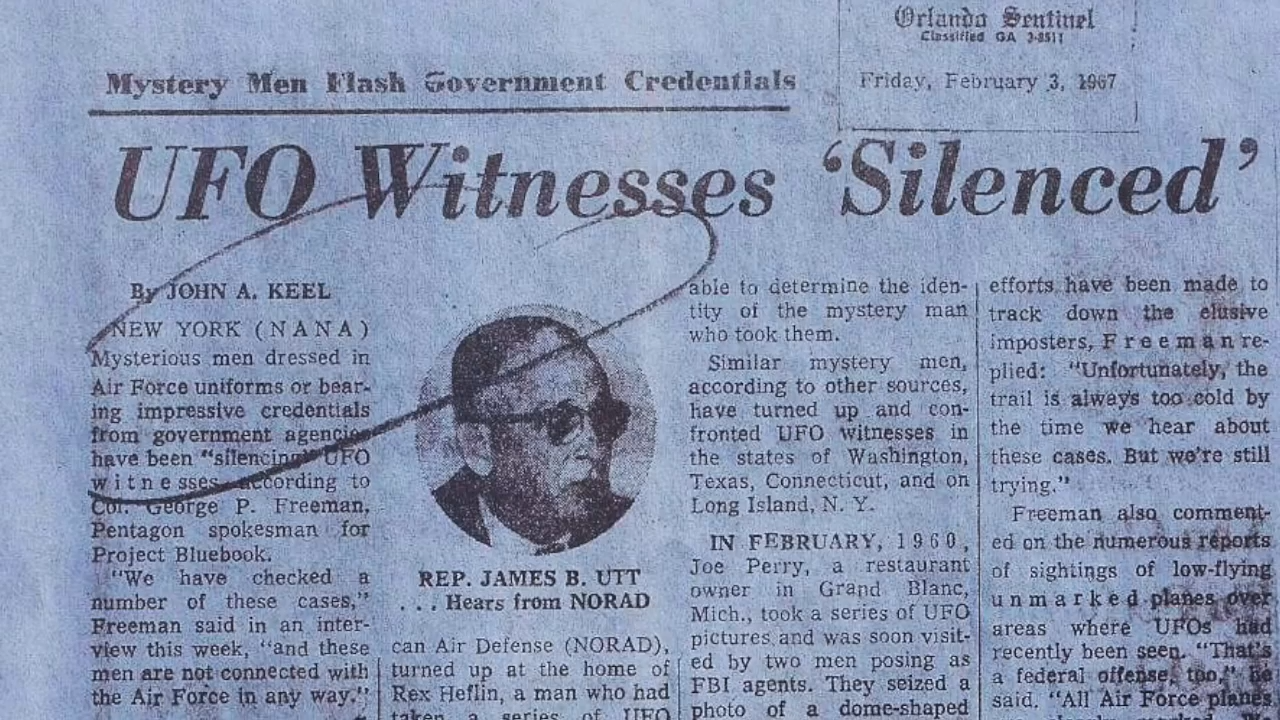 Orlando Sentinel
Classified GA 3-8511
Friday, February 3, 1967
Mystery Men Flash Government Credentials
UFO Witnesses ‘Silenced’
By JOHN A. KEEL
NEW YORK (NANA)
Mysterious men dressed in
Air Force uniforms or bear-
ing impressive credentials
from government agencies
have been "silencing" UFO
witnesses according to
Col. George P. Freeman,
Pentagon spokesman for
Project Bluebook.
"We have checked a
number of these cases,"
Freeman said in an inter-
view this week, "and these
men are not connected with
the Air Force in any way."
REP. JAMES B. UTT
. . . Hears from NORAD
can Air Defense (NORAD),
turned up at the home of
Rex Heflin, a man who had
taken a series of UFO
able to determine the iden-
tity of the mystery man
who took them.
Similar mystery men,
according to other sources,
have turned up and con-
fronted UFO witnesses in
the states of Washington,
Texas, Connecticut, and on
Long Island, N. Y.
IN FEBRUARY, 1960,
Joe Perry, a restaurant
owner in Grand Blanc,
Mich., took a series of UFO
pictures and was soon visit-
ed by two men posing as
FBI agents. They seized a
photo of a dome-shaped
efforts have been made to
track down the elusive
imposters, Freeman re-
plied: "Unfortunately, the
trail is always too cold by
the time we hear about
these cases. But we're still
trying."
Freeman also comment-
ed on the numerous reports
of sightings of low-flying
unmarked planes over
areas where UFOs had
recently been seen. "That's
a federal offense, too," he
said. "All Air Force planes